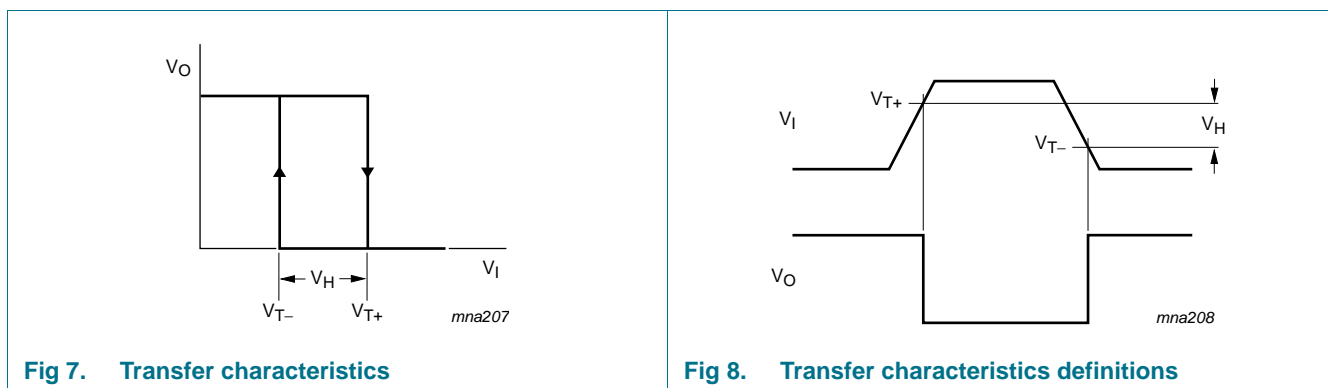 VO
VH
VI
VT−
VT+
mna207
Fig 7. Transfer characteristics
VT+
VI
VH
VT−
VO
mna208
Fig 8. Transfer characteristics definitions